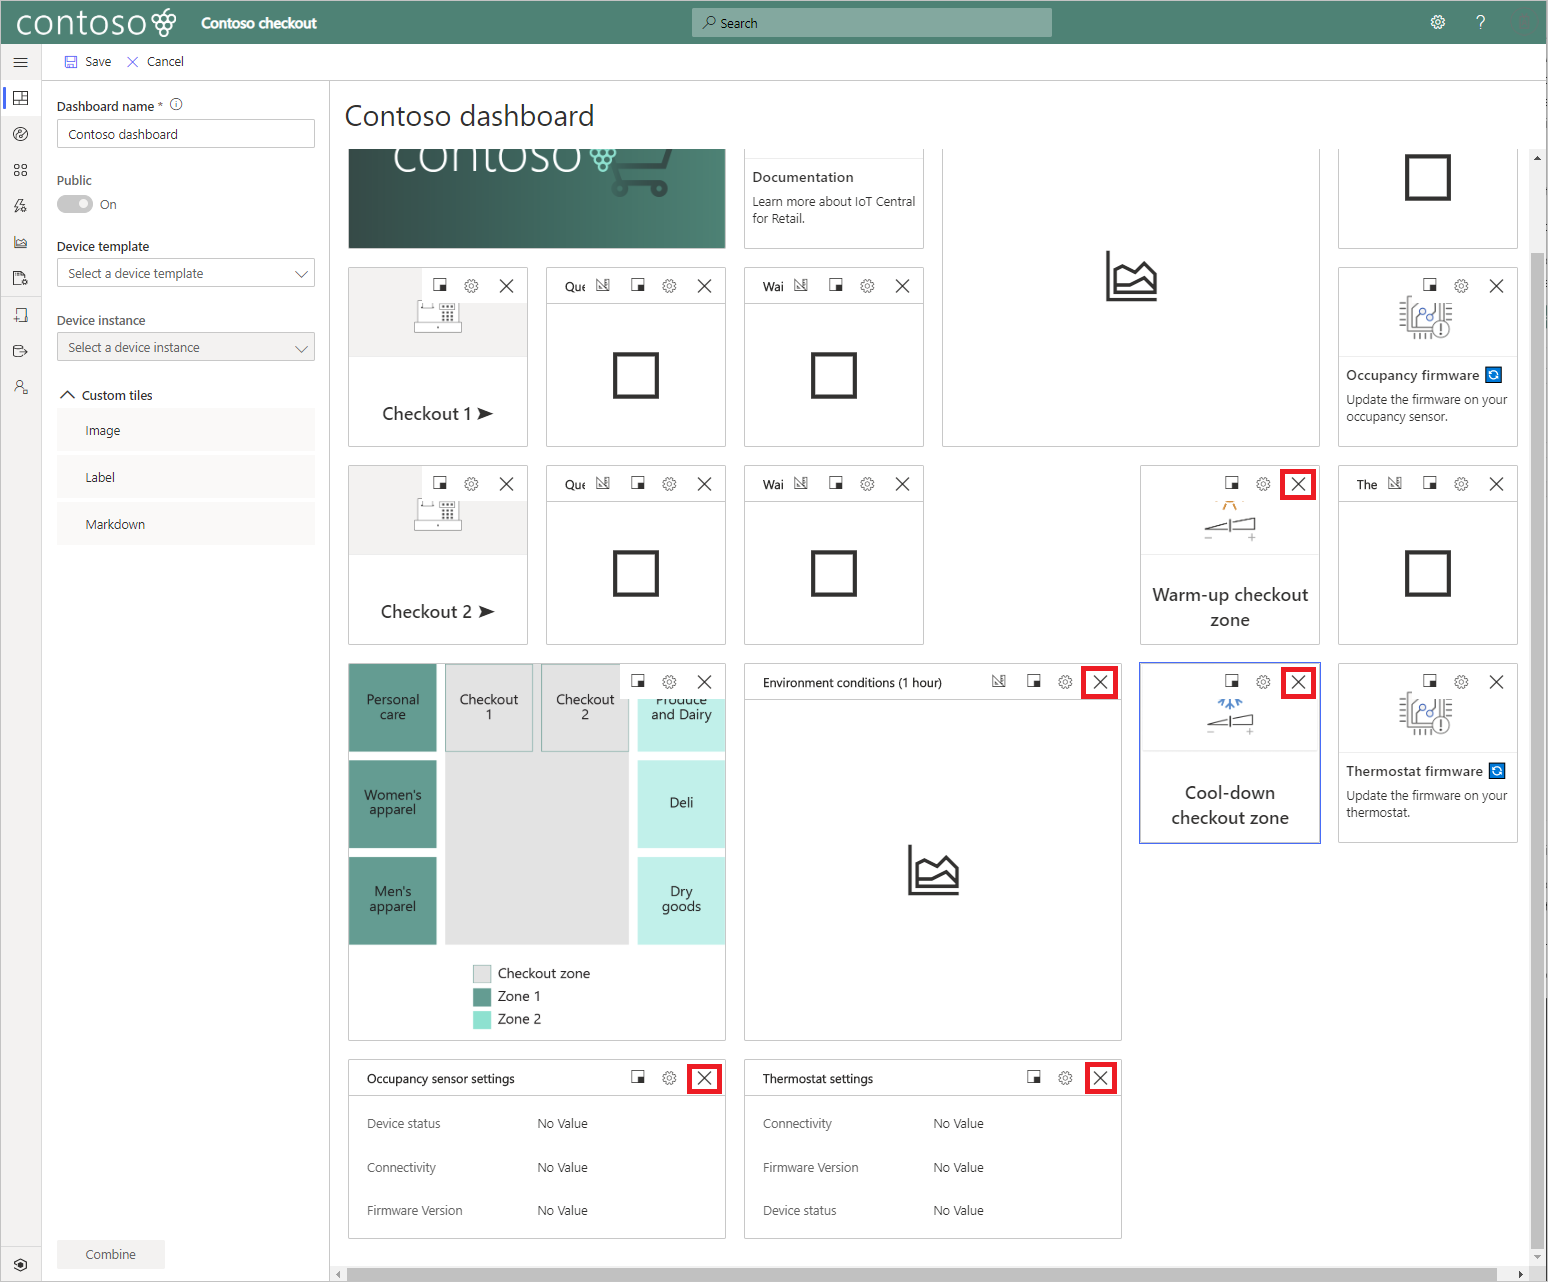 contoso
Contoso checkout
Search
?
Save
Cancel
Dashboard name *
Contoso dashboard
Public
On
Device template
Select a device template
Device instance
Select a device instance
Custom tiles
Image
Label
Markdown
Combine
Contoso dashboard
contoso
Documentation
Learn more about IoT Central
for Retail.
Checkout 1 ➤
Que
Wai
Occupancy firmware
Update the firmware on your
occupancy sensor.
Checkout 2 ➤
Que
Wai
Warm-up checkout
zone
The
Personal
care
Checkout
1
Checkout
2
Produce
and Dairy
Women's
apparel
Deli
Men's
apparel
Dry
goods
Checkout zone
Zone 1
Zone 2
Environment conditions (1 hour)
Cool-down
checkout zone
Thermostat firmware
Update the firmware on your
thermostat.
Occupancy sensor settings
Device status No Value
Connectivity No Value
Firmware Version No Value
Thermostat settings
Connectivity No Value
Firmware Version No Value
Device status No Value